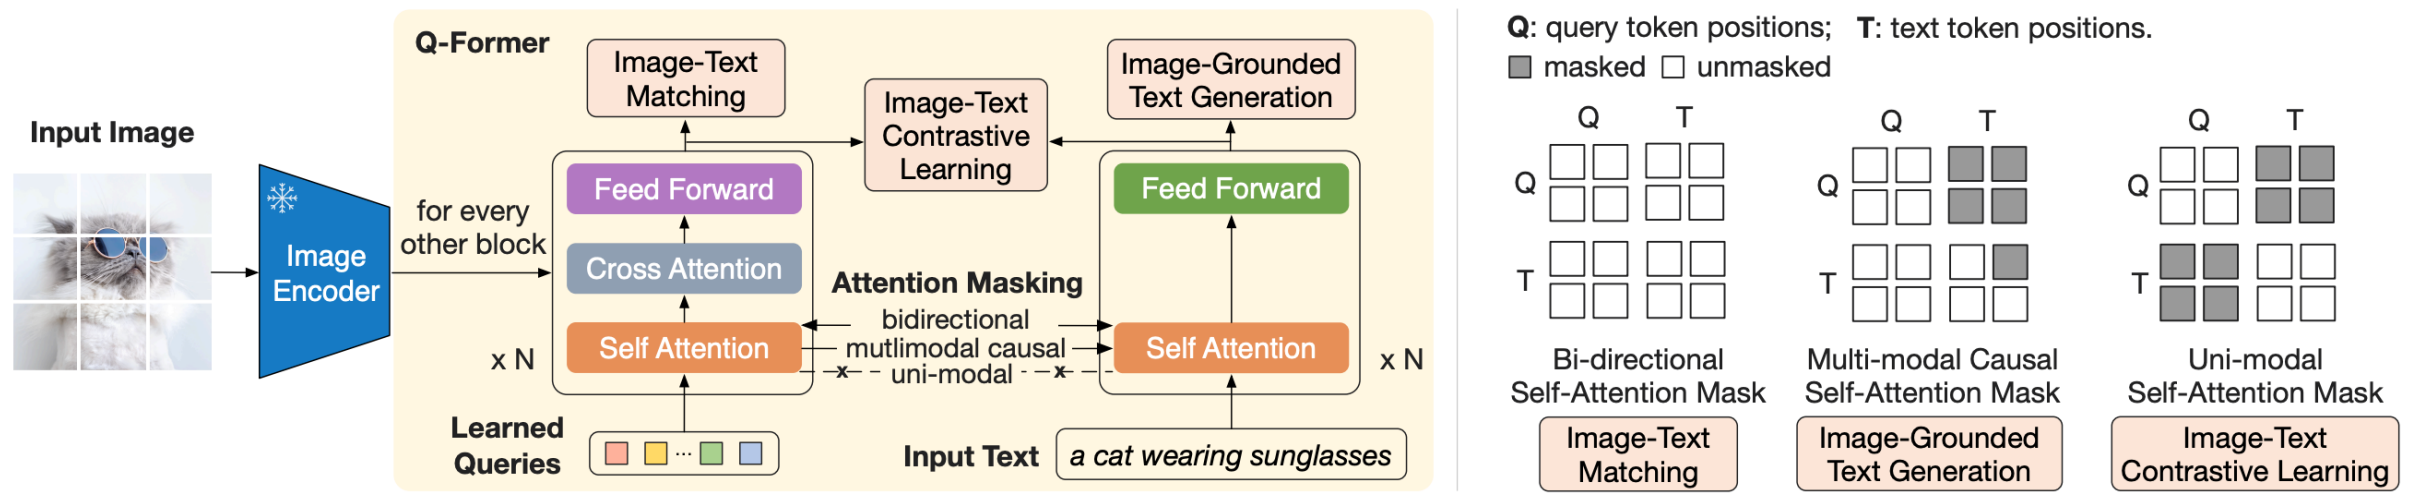 Input Image
Image
Encoder
for every
other block
Q-Former
Image-Text
Matching
Image-Text
Contrastive
Learning
Image-Grounded
Text Generation
Feed Forward
Cross Attention
Self Attention
x N
Attention Masking
bidirectional
mutlimodal causal
x uni-modal x
Feed Forward
Self Attention
x N
Learned
Queries
...
Input Text
a cat wearing sunglasses
Q: query token positions; T: text token positions.
masked unmasked
Q T
Q
T
Bi-directional
Self-Attention Mask
Image-Text
Matching
Q T
Q
T
Multi-modal Causal
Self-Attention Mask
Image-Grounded
Text Generation
Q T
Q
T
Uni-modal
Self-Attention Mask
Image-Text
Contrastive Learning